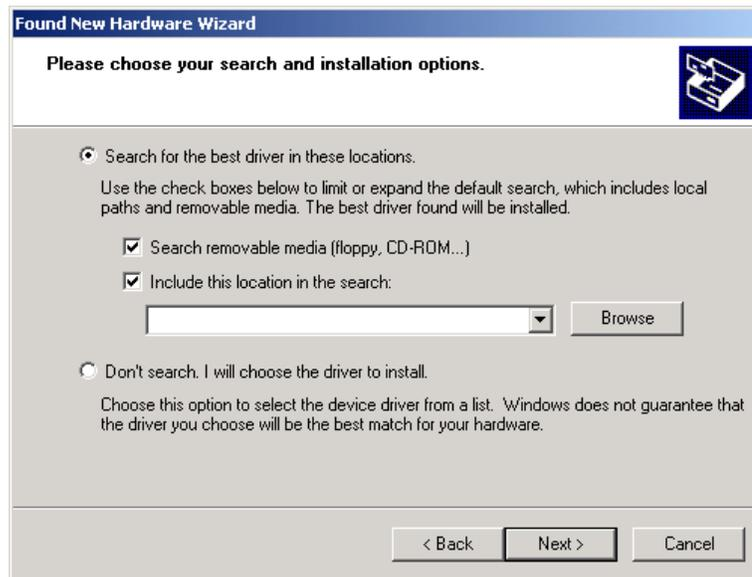 Found New Hardware Wizard
Please choose your search and installation options.
Search for the best driver in these locations.
Use the check boxes below to limit or expand the default search, which includes local
paths and removable media. The best driver found will be installed.
Search removable media (floppy, CD-ROM...)
Include this location in the search:
Browse
Don't search. I will choose the driver to install.
Choose this option to select the device driver from a list.  Windows does not guarantee that
the driver you choose will be the best match for your hardware.
< Back Next > Cancel